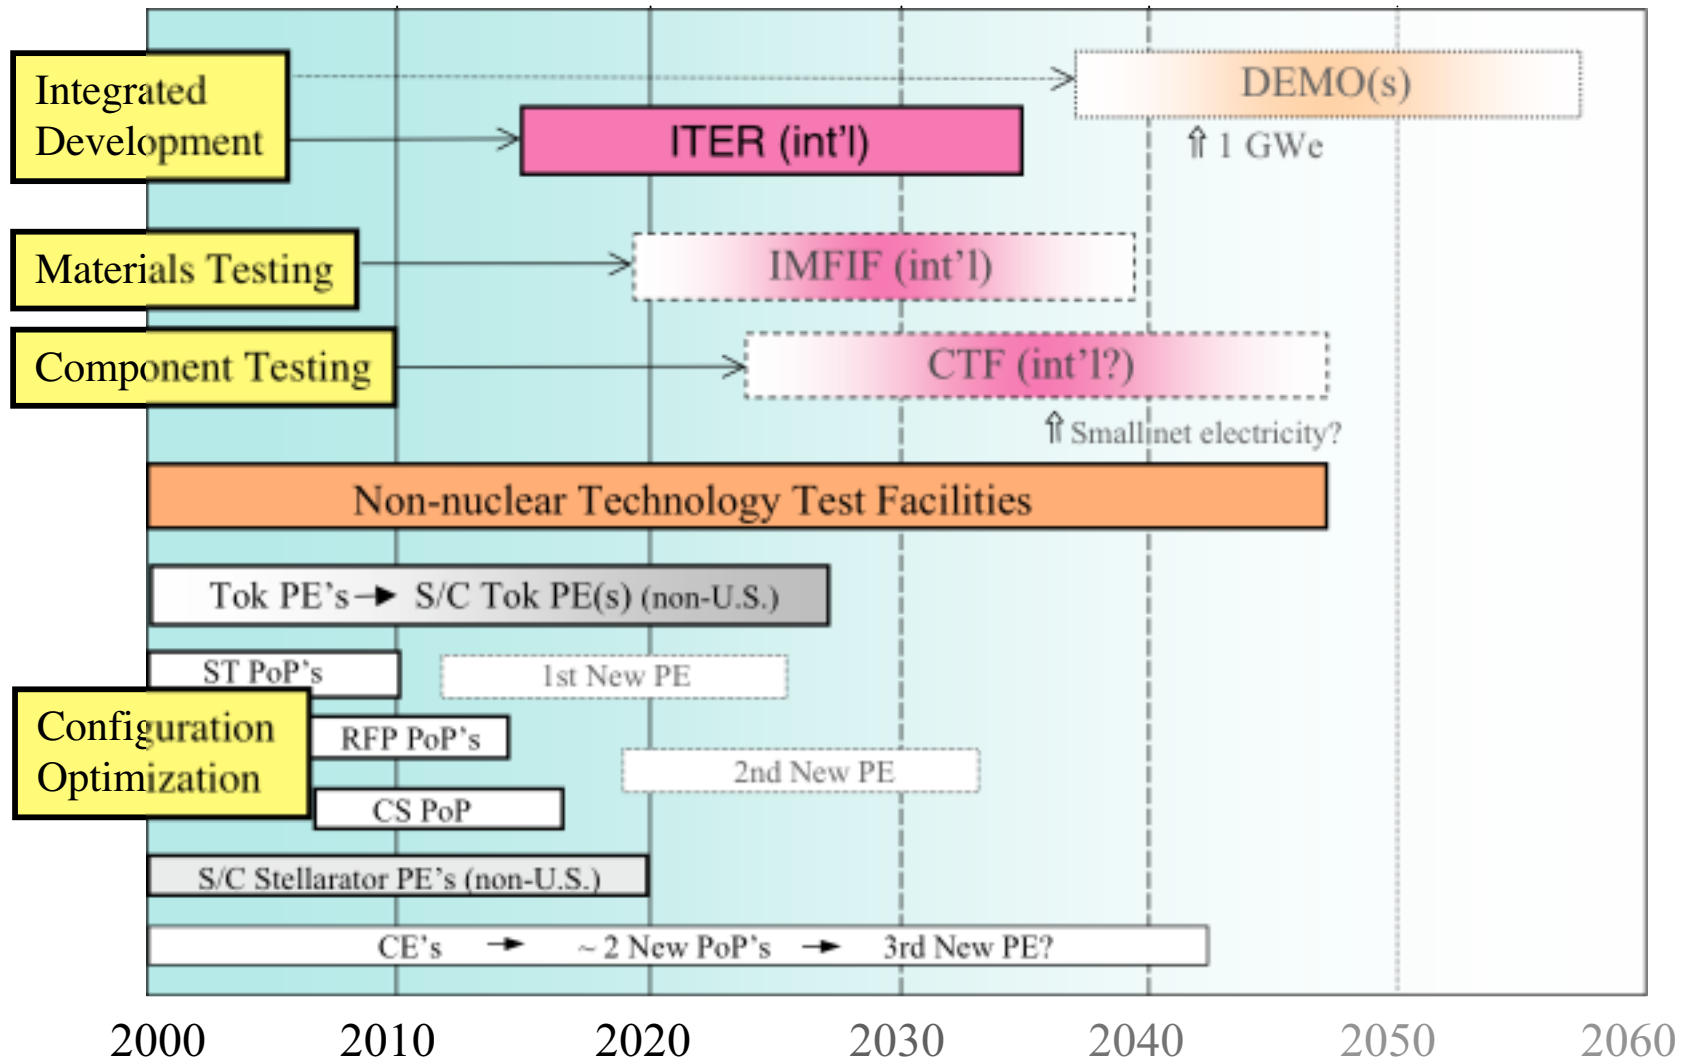 Integrated
Development
DEMO(s)
ITER (int'l)
⇑ 1 GWe
Materials Testing
IMFIF (int'l)
Component Testing
CTF (int'l?)
⇑ Small net electricity?
Non-nuclear Technology Test Facilities
Tok PE's → S/C Tok PE(s) (non-U.S.)
ST PoP's
1st New PE
Configuration
Optimization
RFP PoP's
2nd New PE
CS PoP
S/C Stellarator PE's (non-U.S.)
CE's → ~ 2 New PoP's → 3rd New PE?
2000 2010 2020 2030 2040 2050 2060